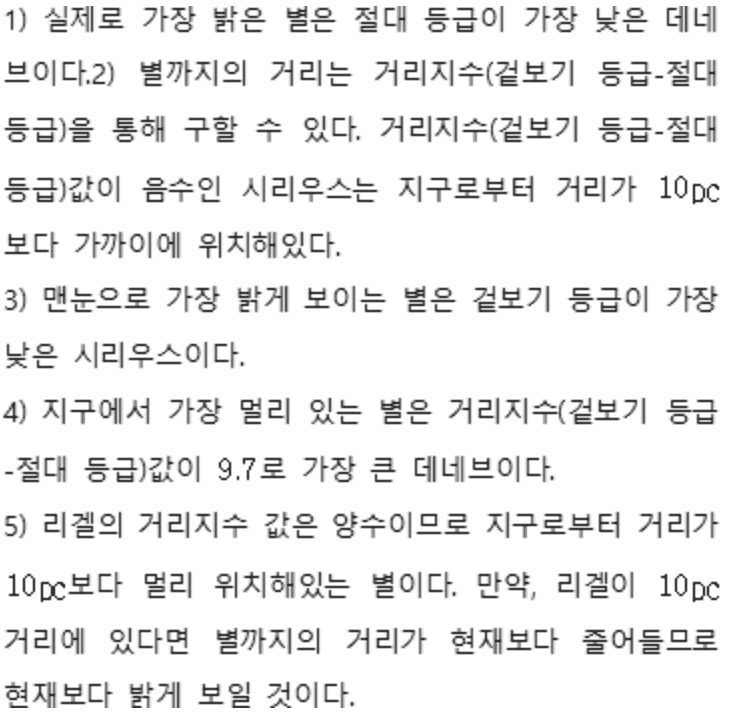 1) 실제로 가장 밝은 별은 절대 등급이 가장 낮은 데네
브이다.2) 별까지의 거리는 거리지수(겉보기 등급-절대
등급)을 통해 구할 수 있다. 거리지수(겉보기 등급-절대
등급)값이 음수인 시리우스는 지구로부터 거리가 10pc
보다 가까이에 위치해있다.
3) 맨눈으로 가장 밝게 보이는 별은 겉보기 등급이 가장
낮은 시리우스이다.
4) 지구에서 가장 멀리 있는 별은 거리지수(겉보기 등급
-절대 등급)값이 9.7로 가장 큰 데네브이다.
5) 리겔의 거리지수 값은 양수이므로 지구로부터 거리가
10pc보다 멀리 위치해있는 별이다. 만약, 리겔이 10pc
거리에 있다면 별까지의 거리가 현재보다 줄어들므로
현재보다 밝게 보일 것이다.